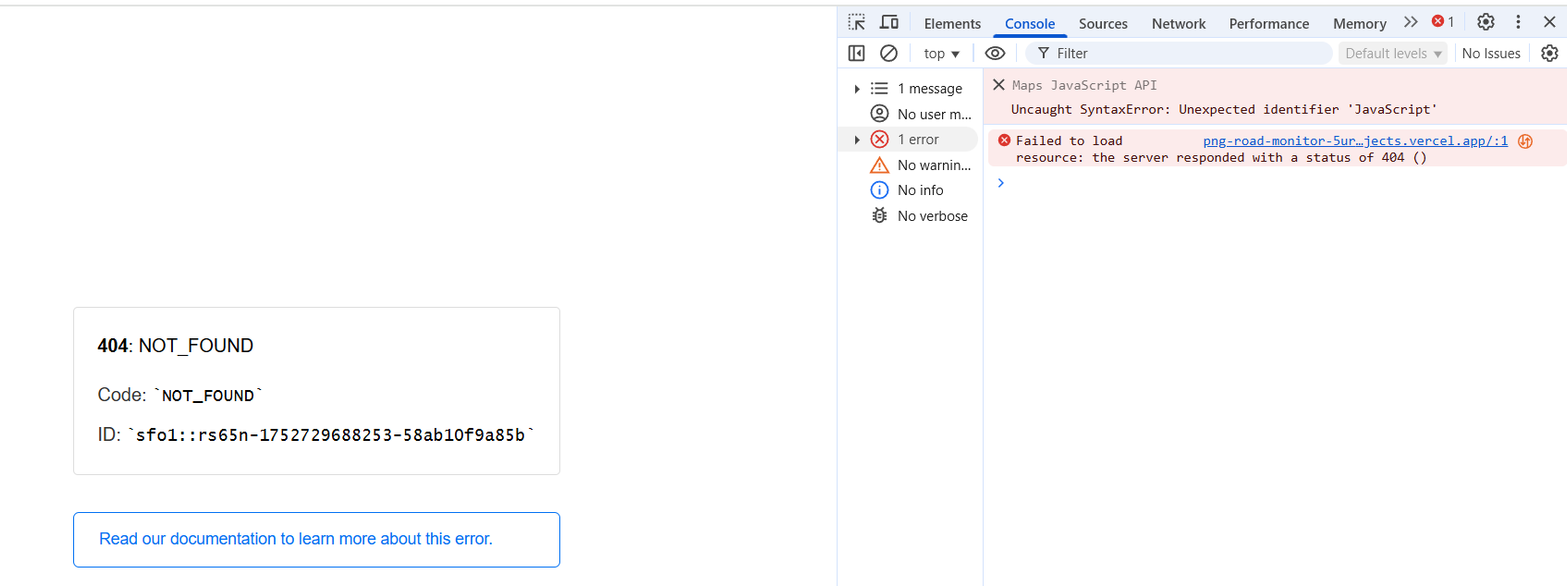 Elements Console Sources Network Performance Memory 1
top Filter Default levels No Issues
1 message
No user m...
1 error
No warnin...
No info
No verbose
Maps JavaScript API
Uncaught SyntaxError: Unexpected identifier 'JavaScript'
Failed to load png-road-monitor-5ur…jects.vercel.app/:1
resource: the server responded with a status of 404 ()
404: NOT_FOUND
Code: `NOT_FOUND`
ID: `sfo1::rs65n-1752729688253-58ab10f9a85b`
Read our documentation to learn more about this error.